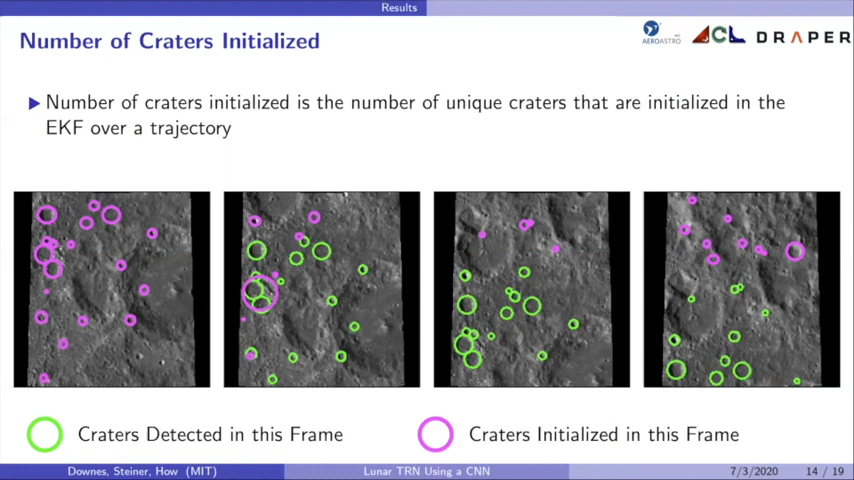 Results
Number of Craters Initialized
AEROASTRO
ACL
DRAPER
Number of craters initialized is the number of unique craters that are initialized in the
EKF over a trajectory
Craters Detected in this Frame
Craters Initialized in this Frame
Downes, Steiner, How (MIT)
Lunar TRN Using a CNN
7/3/2020
14 / 19